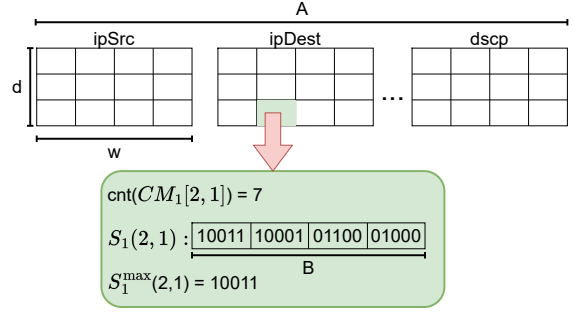 A
ipSrc ipDest dscp
d
...
w
cnt(CM₁[2, 1]) = 7
S₁(2, 1) : 10011 10001 01100 01000
B
S₁ᵐᵃˣ(2,1) = 10011